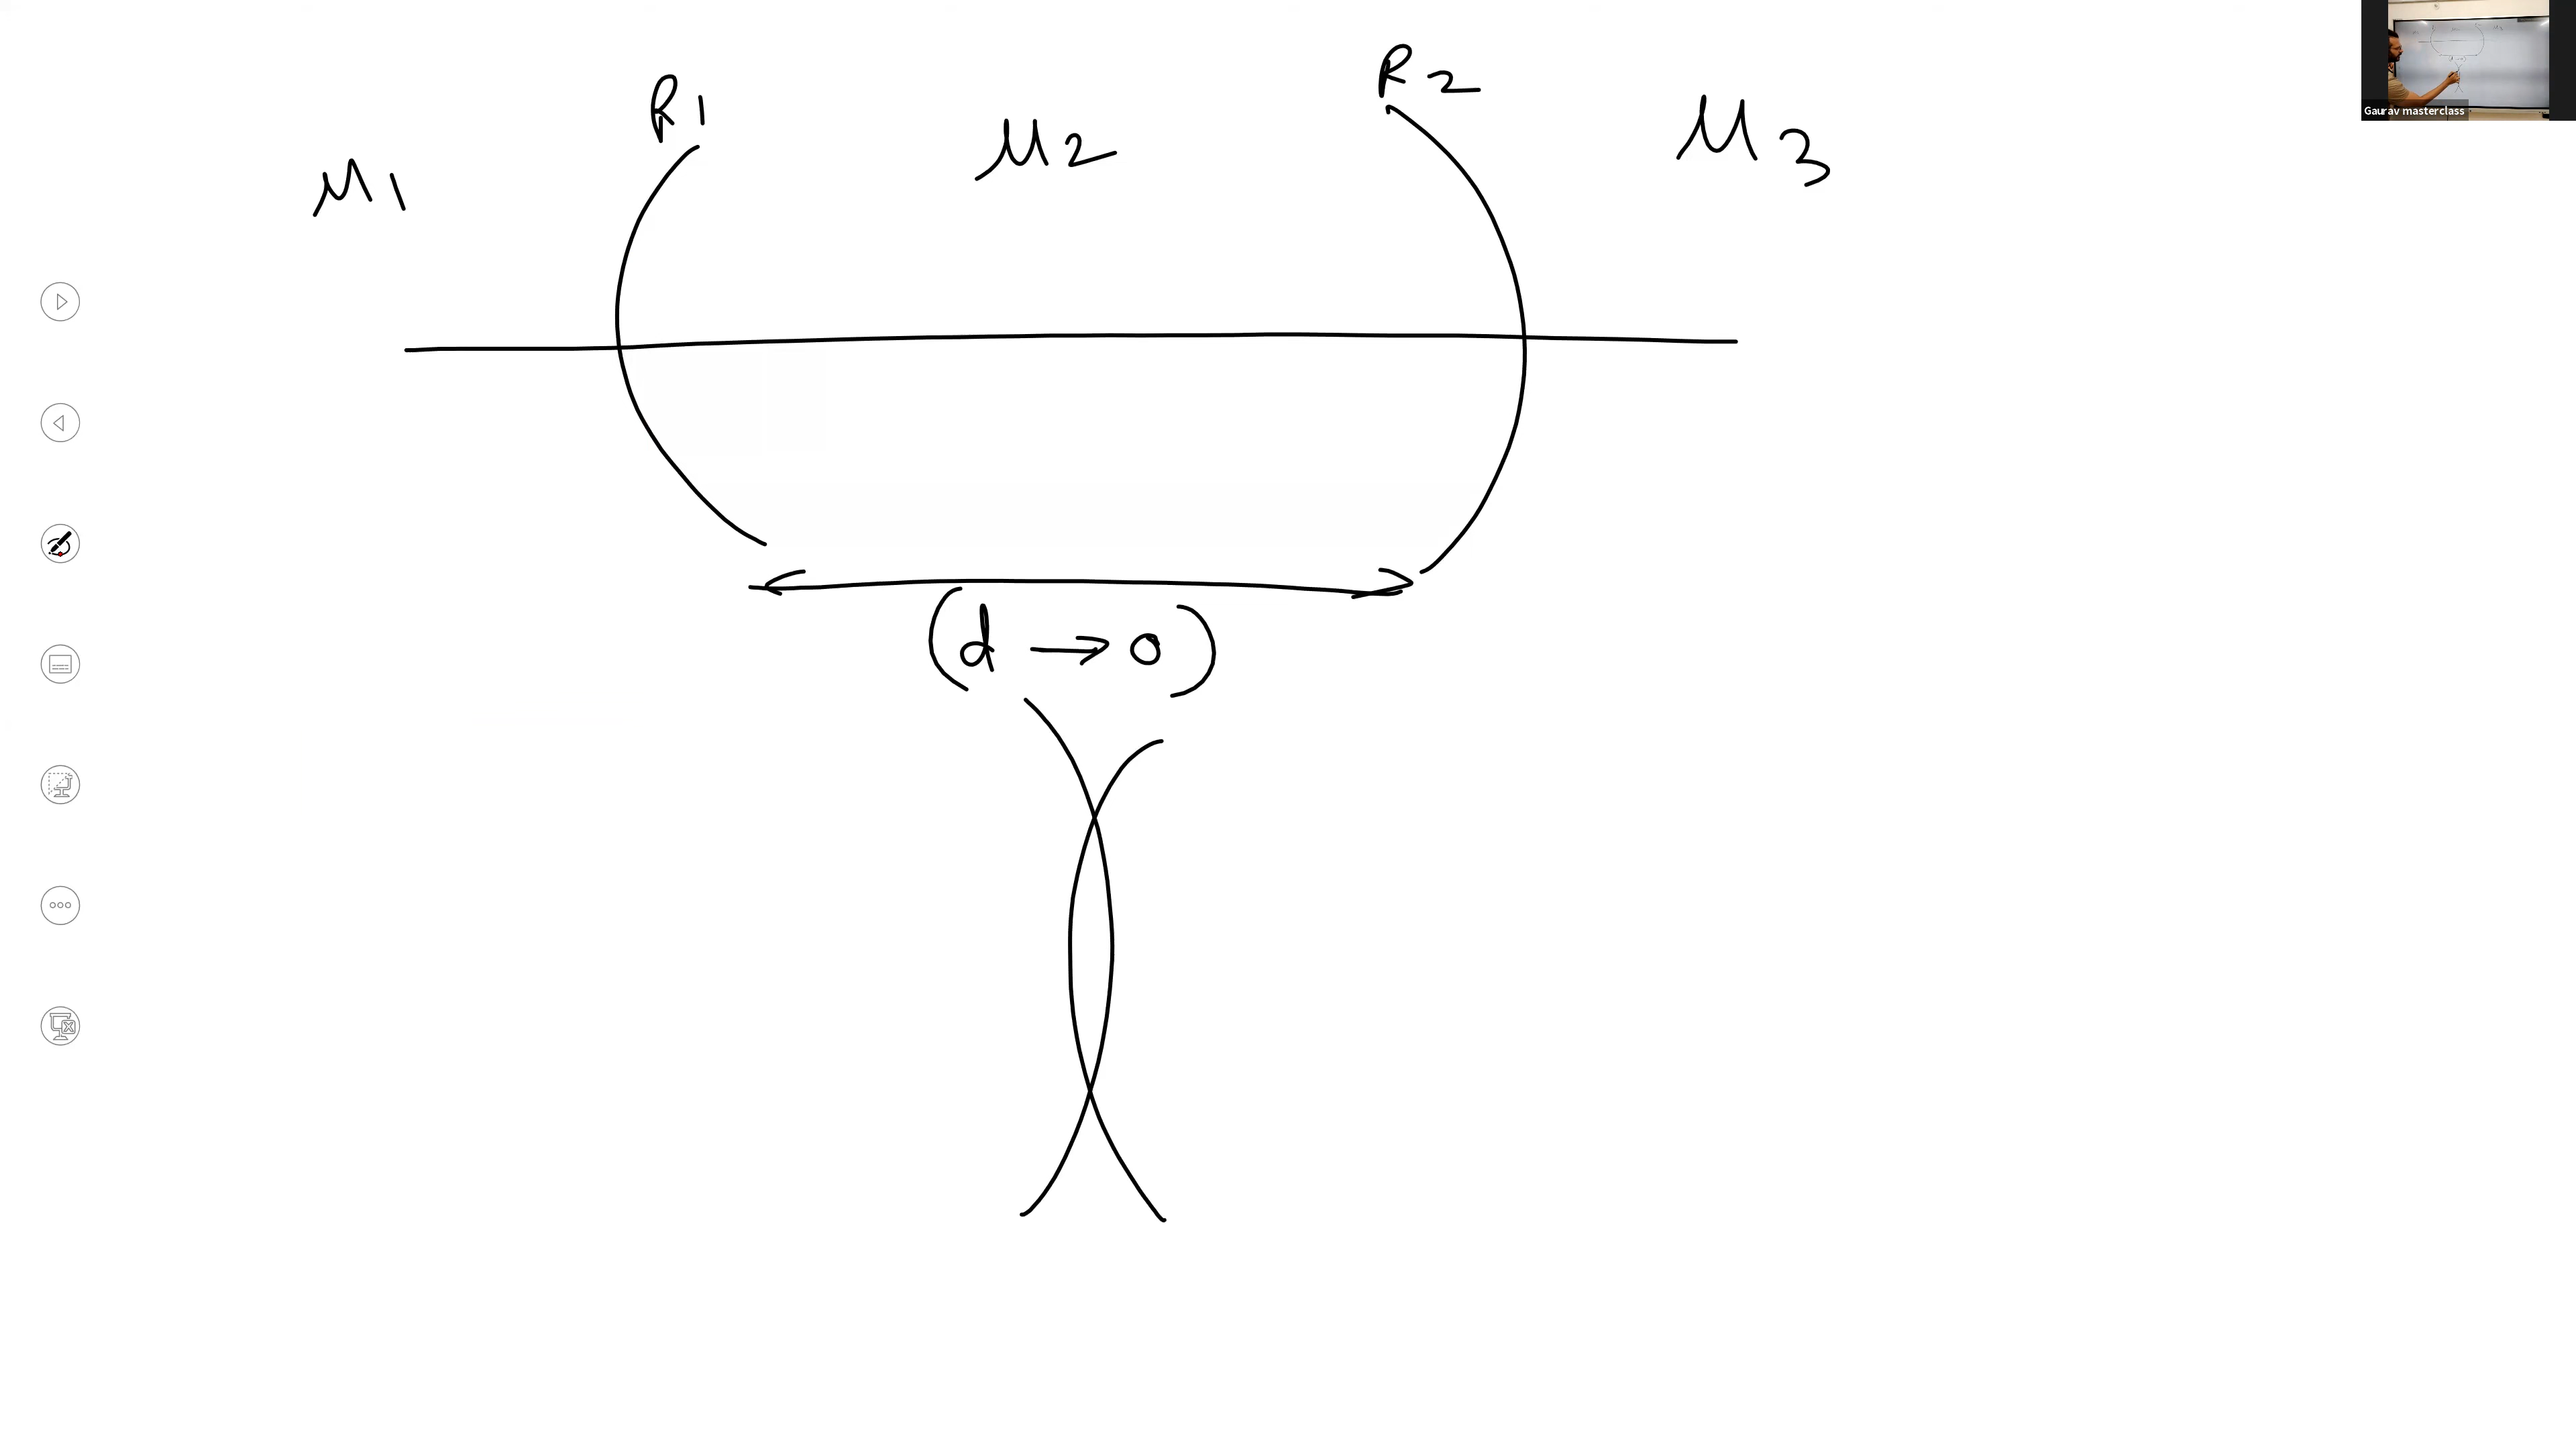 R1
R2
μ1
μ2
μ3
(d → 0)
Gaurav masterclass